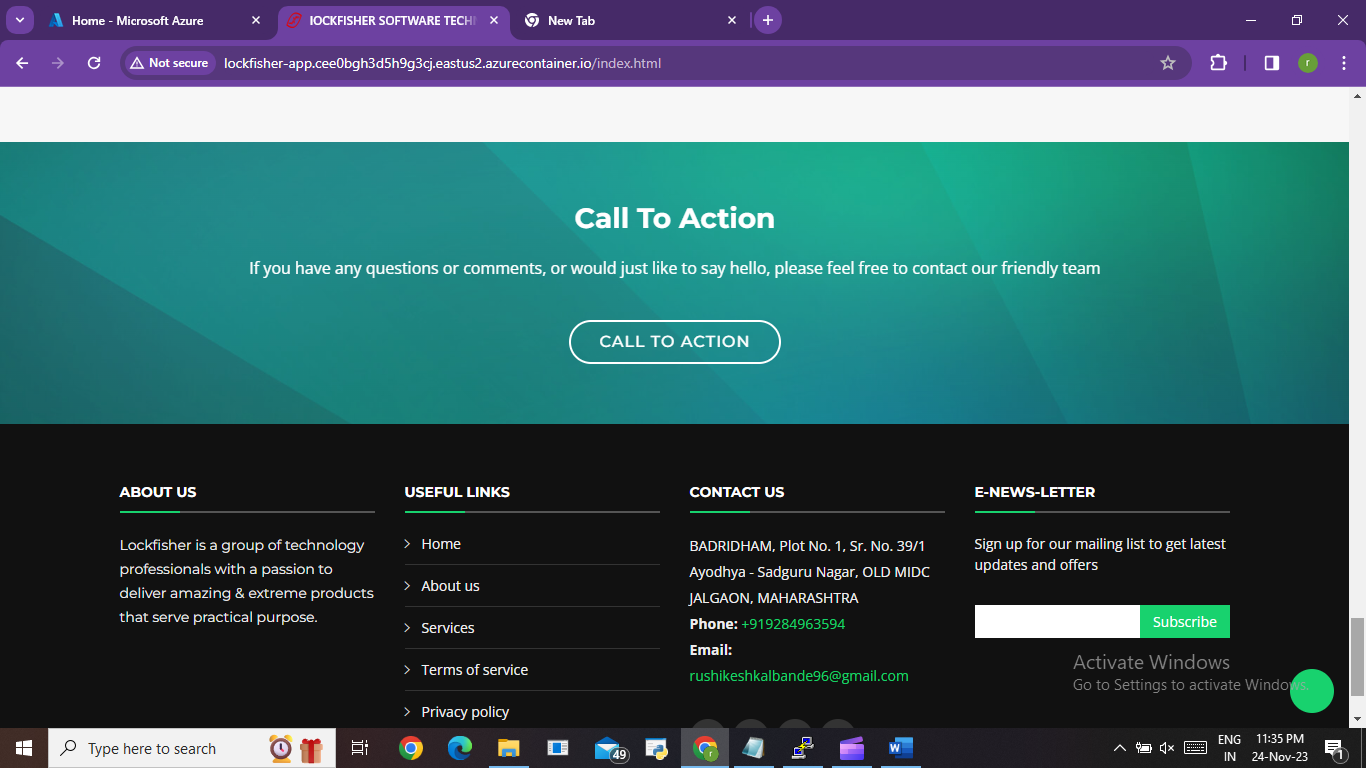 Home - Microsoft Azure
lOCKFISHER SOFTWARE TECH
New Tab
Not secure
lockfisher-app.cee0bgh3d5h9g3cj.eastus2.azurecontainer.io/index.html
r
Call To Action
If you have any questions or comments, or would just like to say hello, please feel free to contact our friendly team
CALL TO ACTION
ABOUT US
Lockfisher is a group of technology
professionals with a passion to
deliver amazing & extreme products
that serve practical purpose.
USEFUL LINKS
Home
About us
Services
Terms of service
Privacy policy
CONTACT US
BADRIDHAM, Plot No. 1, Sr. No. 39/1
Ayodhya - Sadguru Nagar, OLD MIDC
JALGAON, MAHARASHTRA
Phone: +919284963594
Email:
rushikeshkalbande96@gmail.com
E-NEWS-LETTER
Sign up for our mailing list to get latest
updates and offers
Subscribe
Activate Windows
Go to Settings to activate Windows.
Type here to search
49
r
W
ENG
IN
11:35 PM
24-Nov-23
1